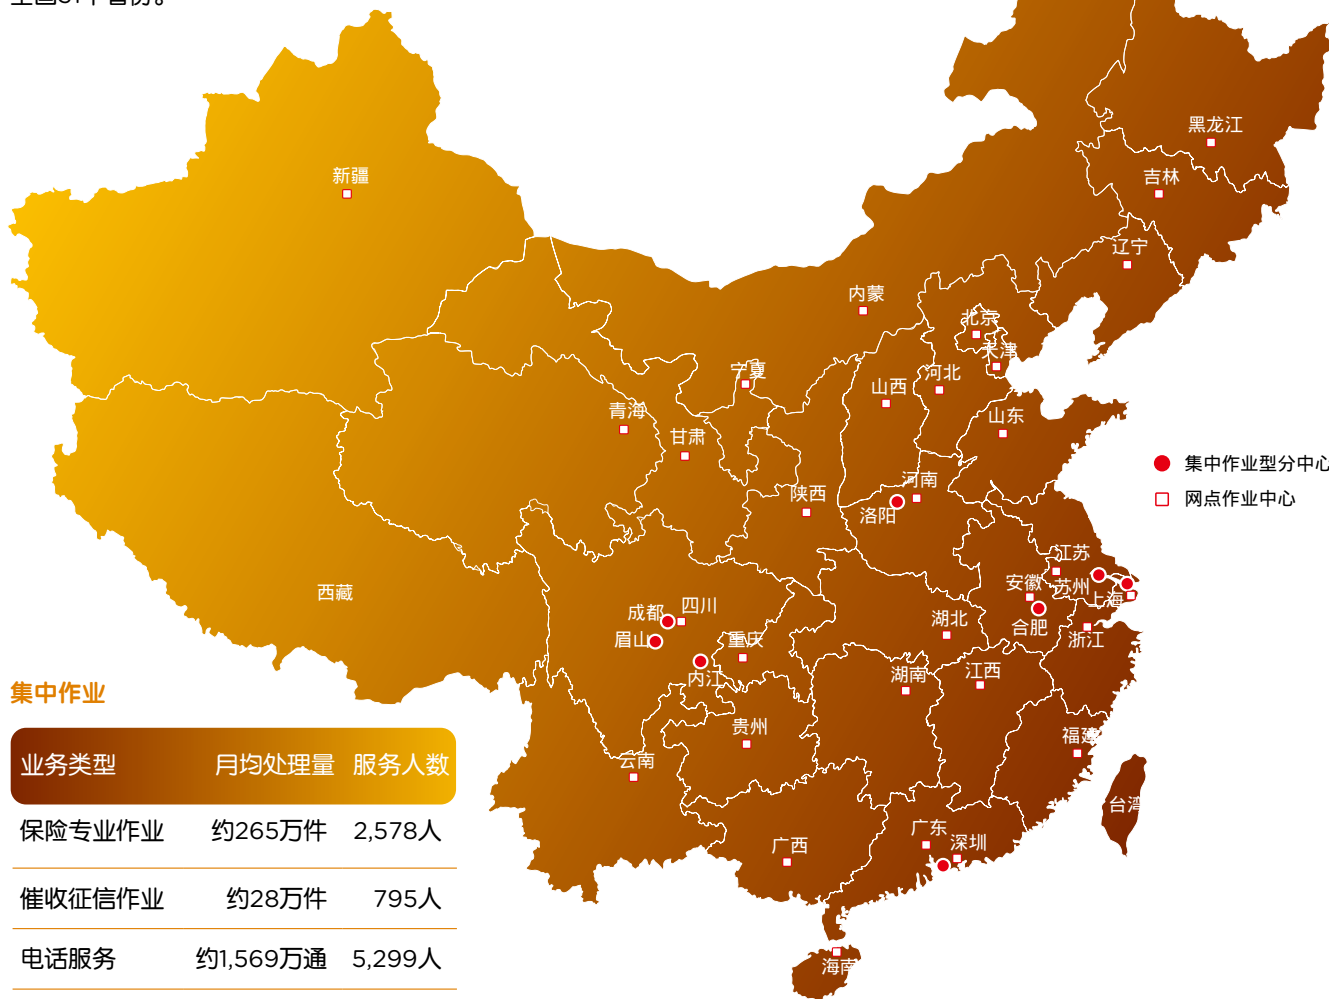 黑龙江
新疆
吉林
辽宁
内蒙
北京
天津
宁夏
山西
河北
青海
山东
甘肃
集中作业型分中心
河南
陕西
网点作业中心
洛阳
江苏
安徽
苏州
上海
西藏
成都
四川
湖北
合肥
眉山
重庆
浙江
内江
湖南
江西
贵州
福建
云南
台湾
广东
深圳
广西
海南
集中作业
业务类型 月均处理量 服务人数
保险专业作业 约265万件 2,578人
催收征信作业 约28万件 795人
电话服务 约1,569万通 5,299人